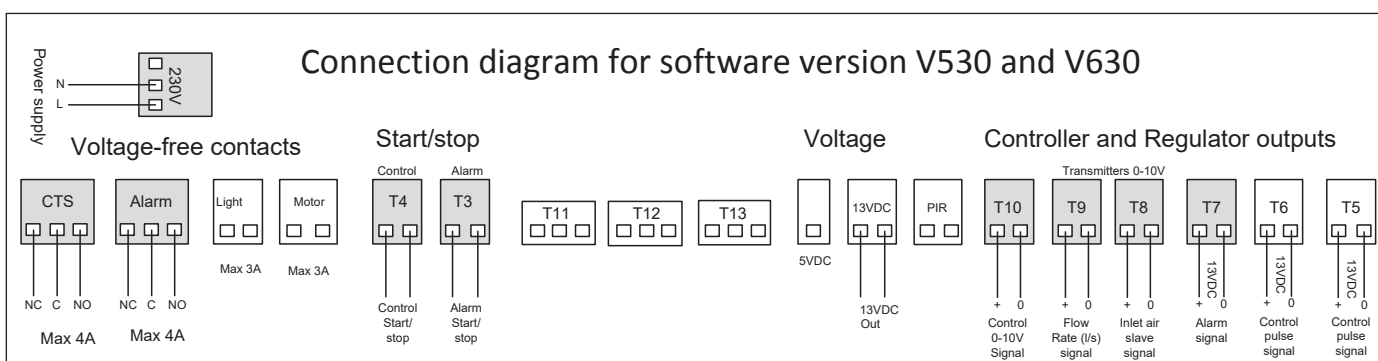 Connection diagram for software version V530 and V630
Power supply
N
L
230V
Voltage-free contacts
Start/stop
Voltage
Controller and Regulator outputs
Control
Alarm
Transmitters 0-10V
CTS
Alarm
Light
Motor
T4
T3
T11
T12
T13
13VDC
PIR
T10
T9
T8
T7
T6
T5
Max 3A
Max 3A
5VDC
13VDC
13VDC
13VDC
NC C NO
NC C NO
Max 4A
Max 4A
Control
Start/
stop
Alarm
Start/
stop
13VDC
Out
+ 0
+ 0
+ 0
+ 0
+ 0
+ 0
Control
0-10V
Signal
Flow
Rate (l/s)
signal
Inlet air
slave
signal
Alarm
signal
Control
pulse
signal
Control
pulse
signal